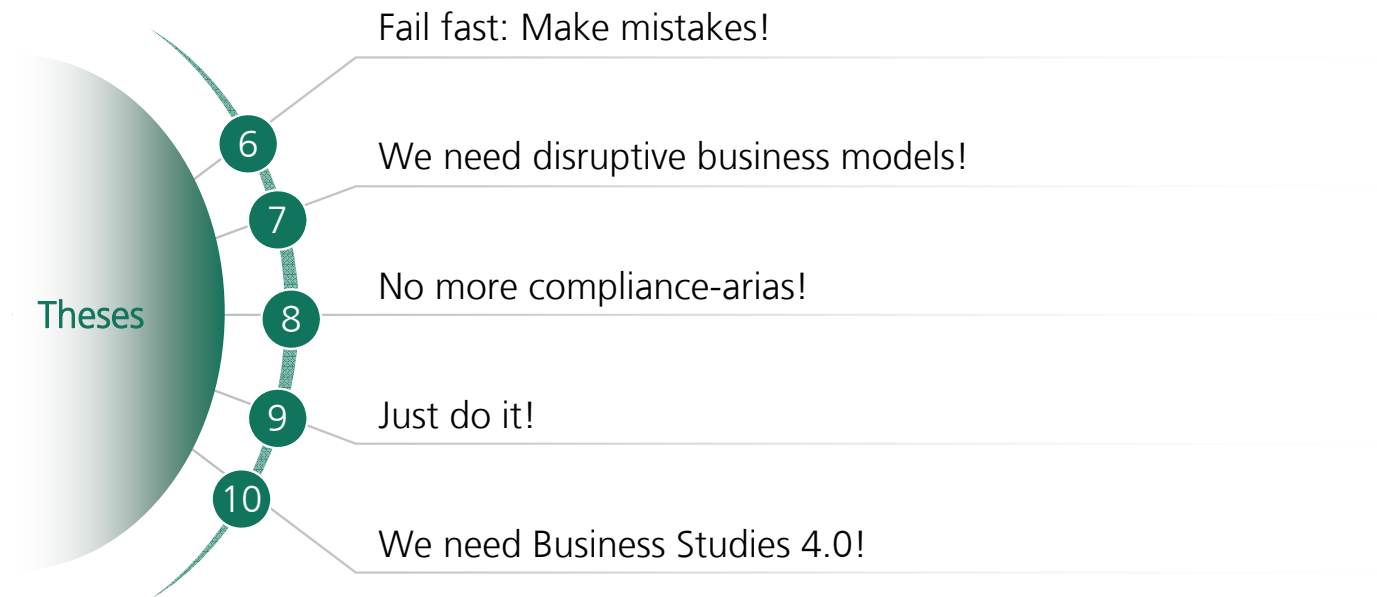 Fail fast: Make mistakes!
6
We need disruptive business models!
7
No more compliance-arias!
Theses
8
Just do it!
9
10
We need Business Studies 4.0!